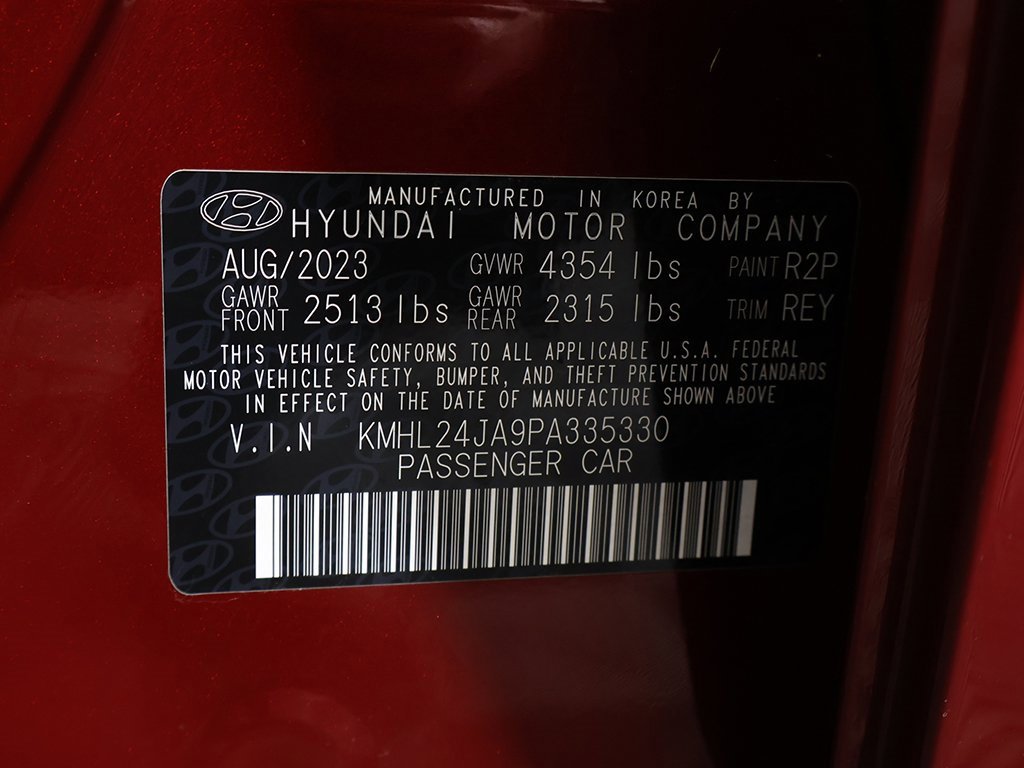 MANUFACTURED IN KOREA BY
HYUNDAI MOTOR COMPANY
AUG/2023 GVWR 4354 lbs PAINT R2P
GAWR FRONT 2513 lbs GAWR REAR 2315 lbs TRIM REY
THIS VEHICLE CONFORMS TO ALL APPLICABLE U.S.A. FEDERAL
MOTOR VEHICLE SAFETY, BUMPER, AND THEFT PREVENTION STANDARDS
IN EFFECT ON THE DATE OF MANUFACTURE SHOWN ABOVE
V.I.N KMHL24JA9PA335330
PASSENGER CAR